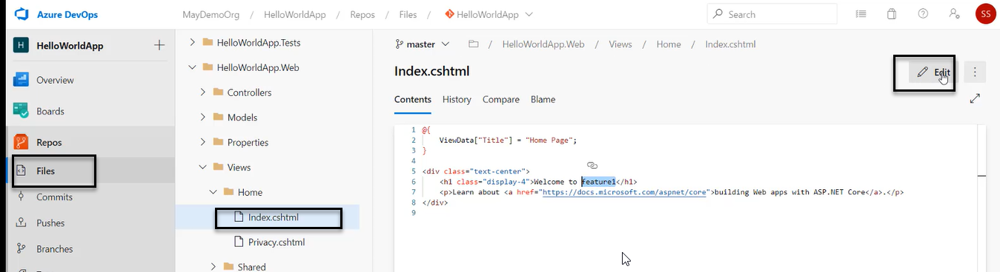 Azure DevOps
MayDemoOrg / HelloWorldApp / Repos / Files / HelloWorldApp
Search
SS
H HelloWorldApp
Overview
Boards
Repos
Files
Commits
Pushes
Branches
HelloWorldApp.Tests
HelloWorldApp.Web
Controllers
Models
Properties
Views
Home
Index.cshtml
Privacy.cshtml
Shared
master / HelloWorldApp.Web / Views / Home / Index.cshtml
Index.cshtml
Edit
Contents History Compare Blame
1 @{
2 ViewData["Title"] = "Home Page";
3 }
4
5 <div class="text-center">
6 <h1 class="display-4">Welcome to feature1</h1>
7 <p>Learn about <a href="https://docs.microsoft.com/aspnet/core">building Web apps with ASP.NET Core</a>.</p>
8 </div>
9